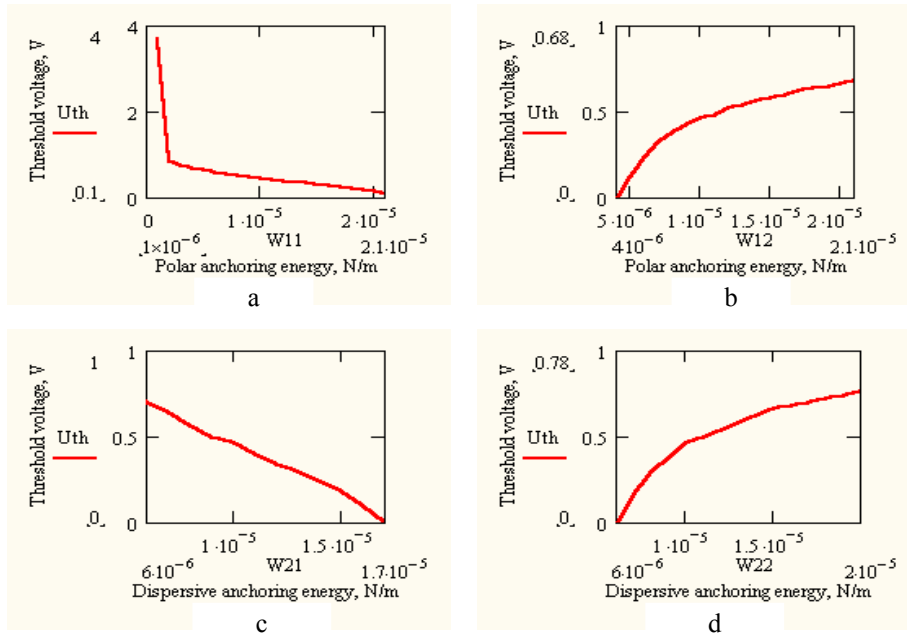 Threshold voltage, V
4
Uth
0.1
4
2
0
0
1·10⁻⁵
2·10⁻⁵
1×10⁻⁶
W11
2.1·10⁻⁵
Polar anchoring energy, N/m
a
Threshold voltage, V
0.68
Uth
0
1
0.5
0
5·10⁻⁶
1·10⁻⁵
1.5·10⁻⁵
2·10⁻⁵
4·10⁻⁶
W12
2.1·10⁻⁵
Polar anchoring energy, N/m
b
Threshold voltage, V
1
Uth
0
1
0.5
0
1·10⁻⁵
1.5·10⁻⁵
6·10⁻⁶
W21
1.7·10⁻⁵
Dispersive anchoring energy, N/m
c
Threshold voltage, V
0.78
Uth
0
1
0.5
0
1·10⁻⁵
1.5·10⁻⁵
6·10⁻⁶
W22
2·10⁻⁵
Dispersive anchoring energy, N/m
d